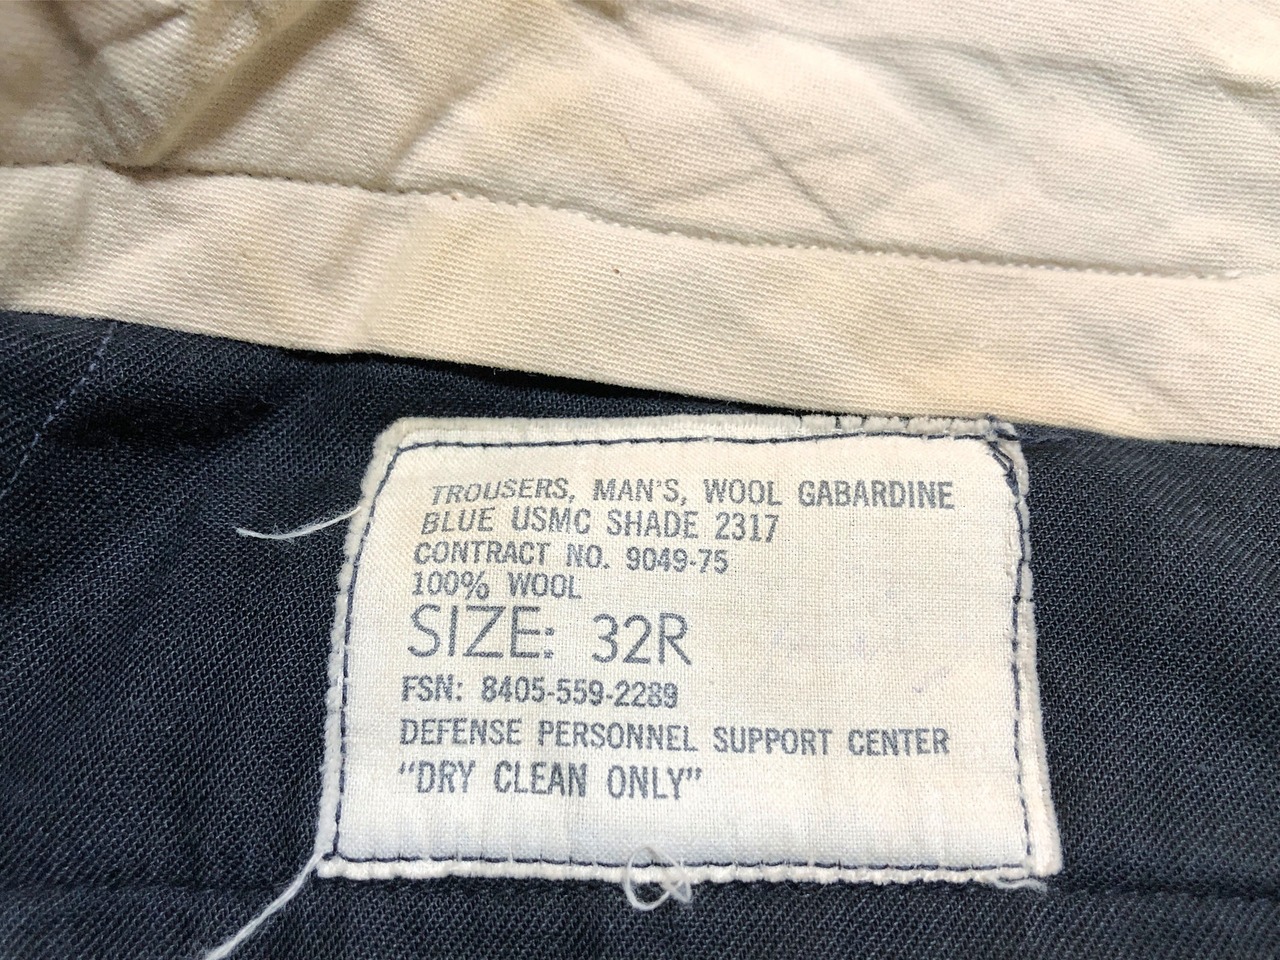 TROUSERS, MAN'S, WOOL GABARDINE
BLUE USMC SHADE 2317
CONTRACT NO. 9049-75
100% WOOL
SIZE: 32R
FSN: 8405-559-2289
DEFENSE PERSONNEL SUPPORT CENTER
"DRY CLEAN ONLY"